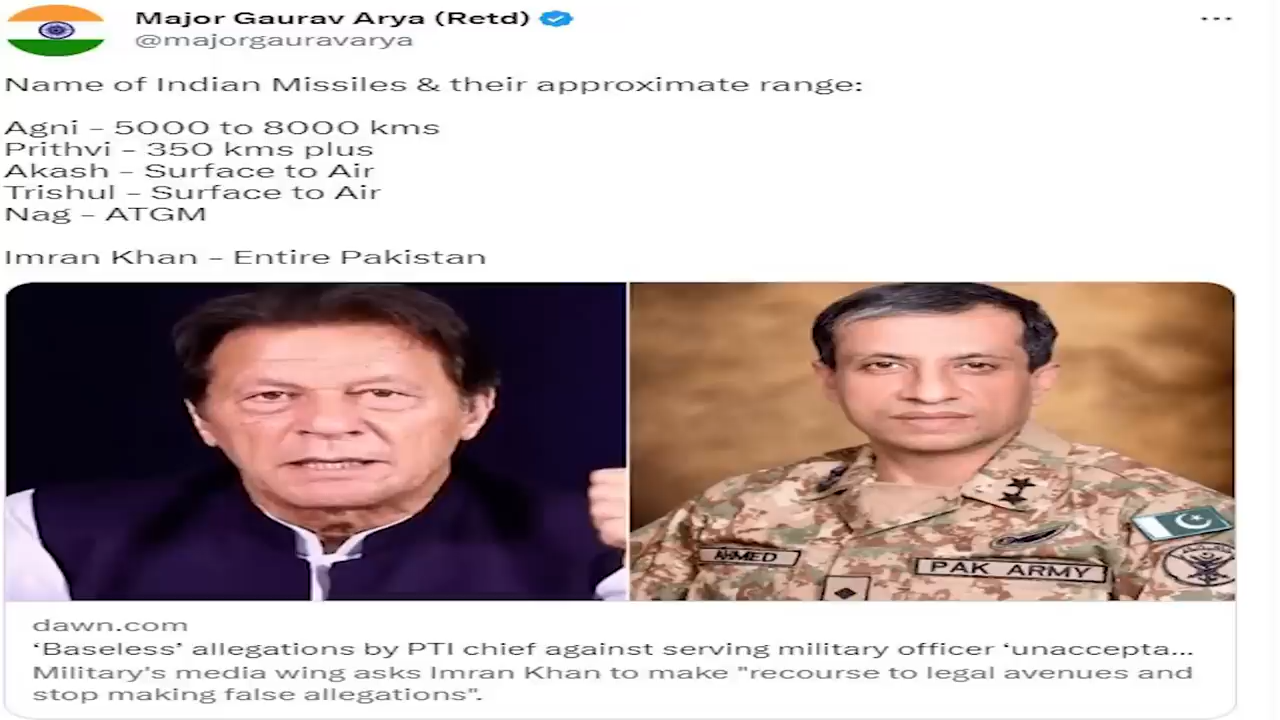 Major Gaurav Arya (Retd)
@majorgauravarya
Name of Indian Missiles & their approximate range:
Agni – 5000 to 8000 kms
Prithvi – 350 kms plus
Akash – Surface to Air
Trishul – Surface to Air
Nag – ATGM
Imran Khan – Entire Pakistan
AHMED
PAK ARMY
dawn.com
‘Baseless’ allegations by PTI chief against serving military officer ‘unaccepta...
Military's media wing asks Imran Khan to make "recourse to legal avenues and
stop making false allegations".